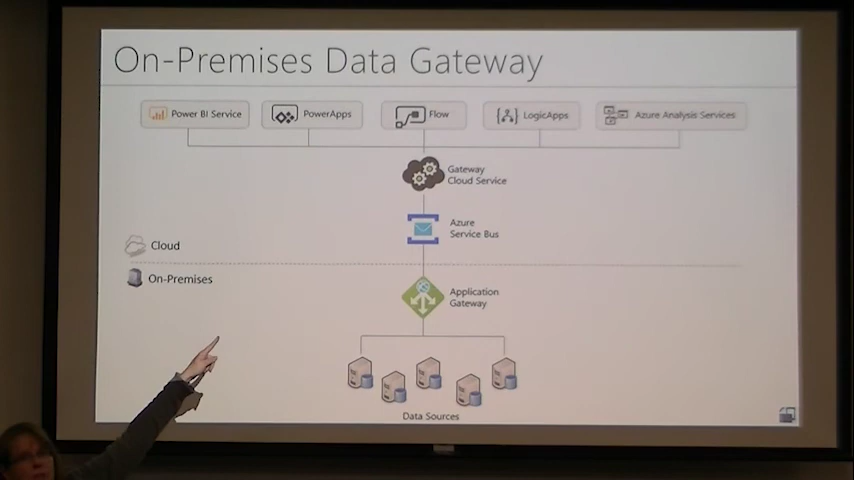 On-Premises Data Gateway
Power BI Service
PowerApps
Flow
LogicApps
Azure Analysis Services
Gateway
Cloud Service
Azure
Service Bus
Cloud
On-Premises
Application
Gateway
Data Sources